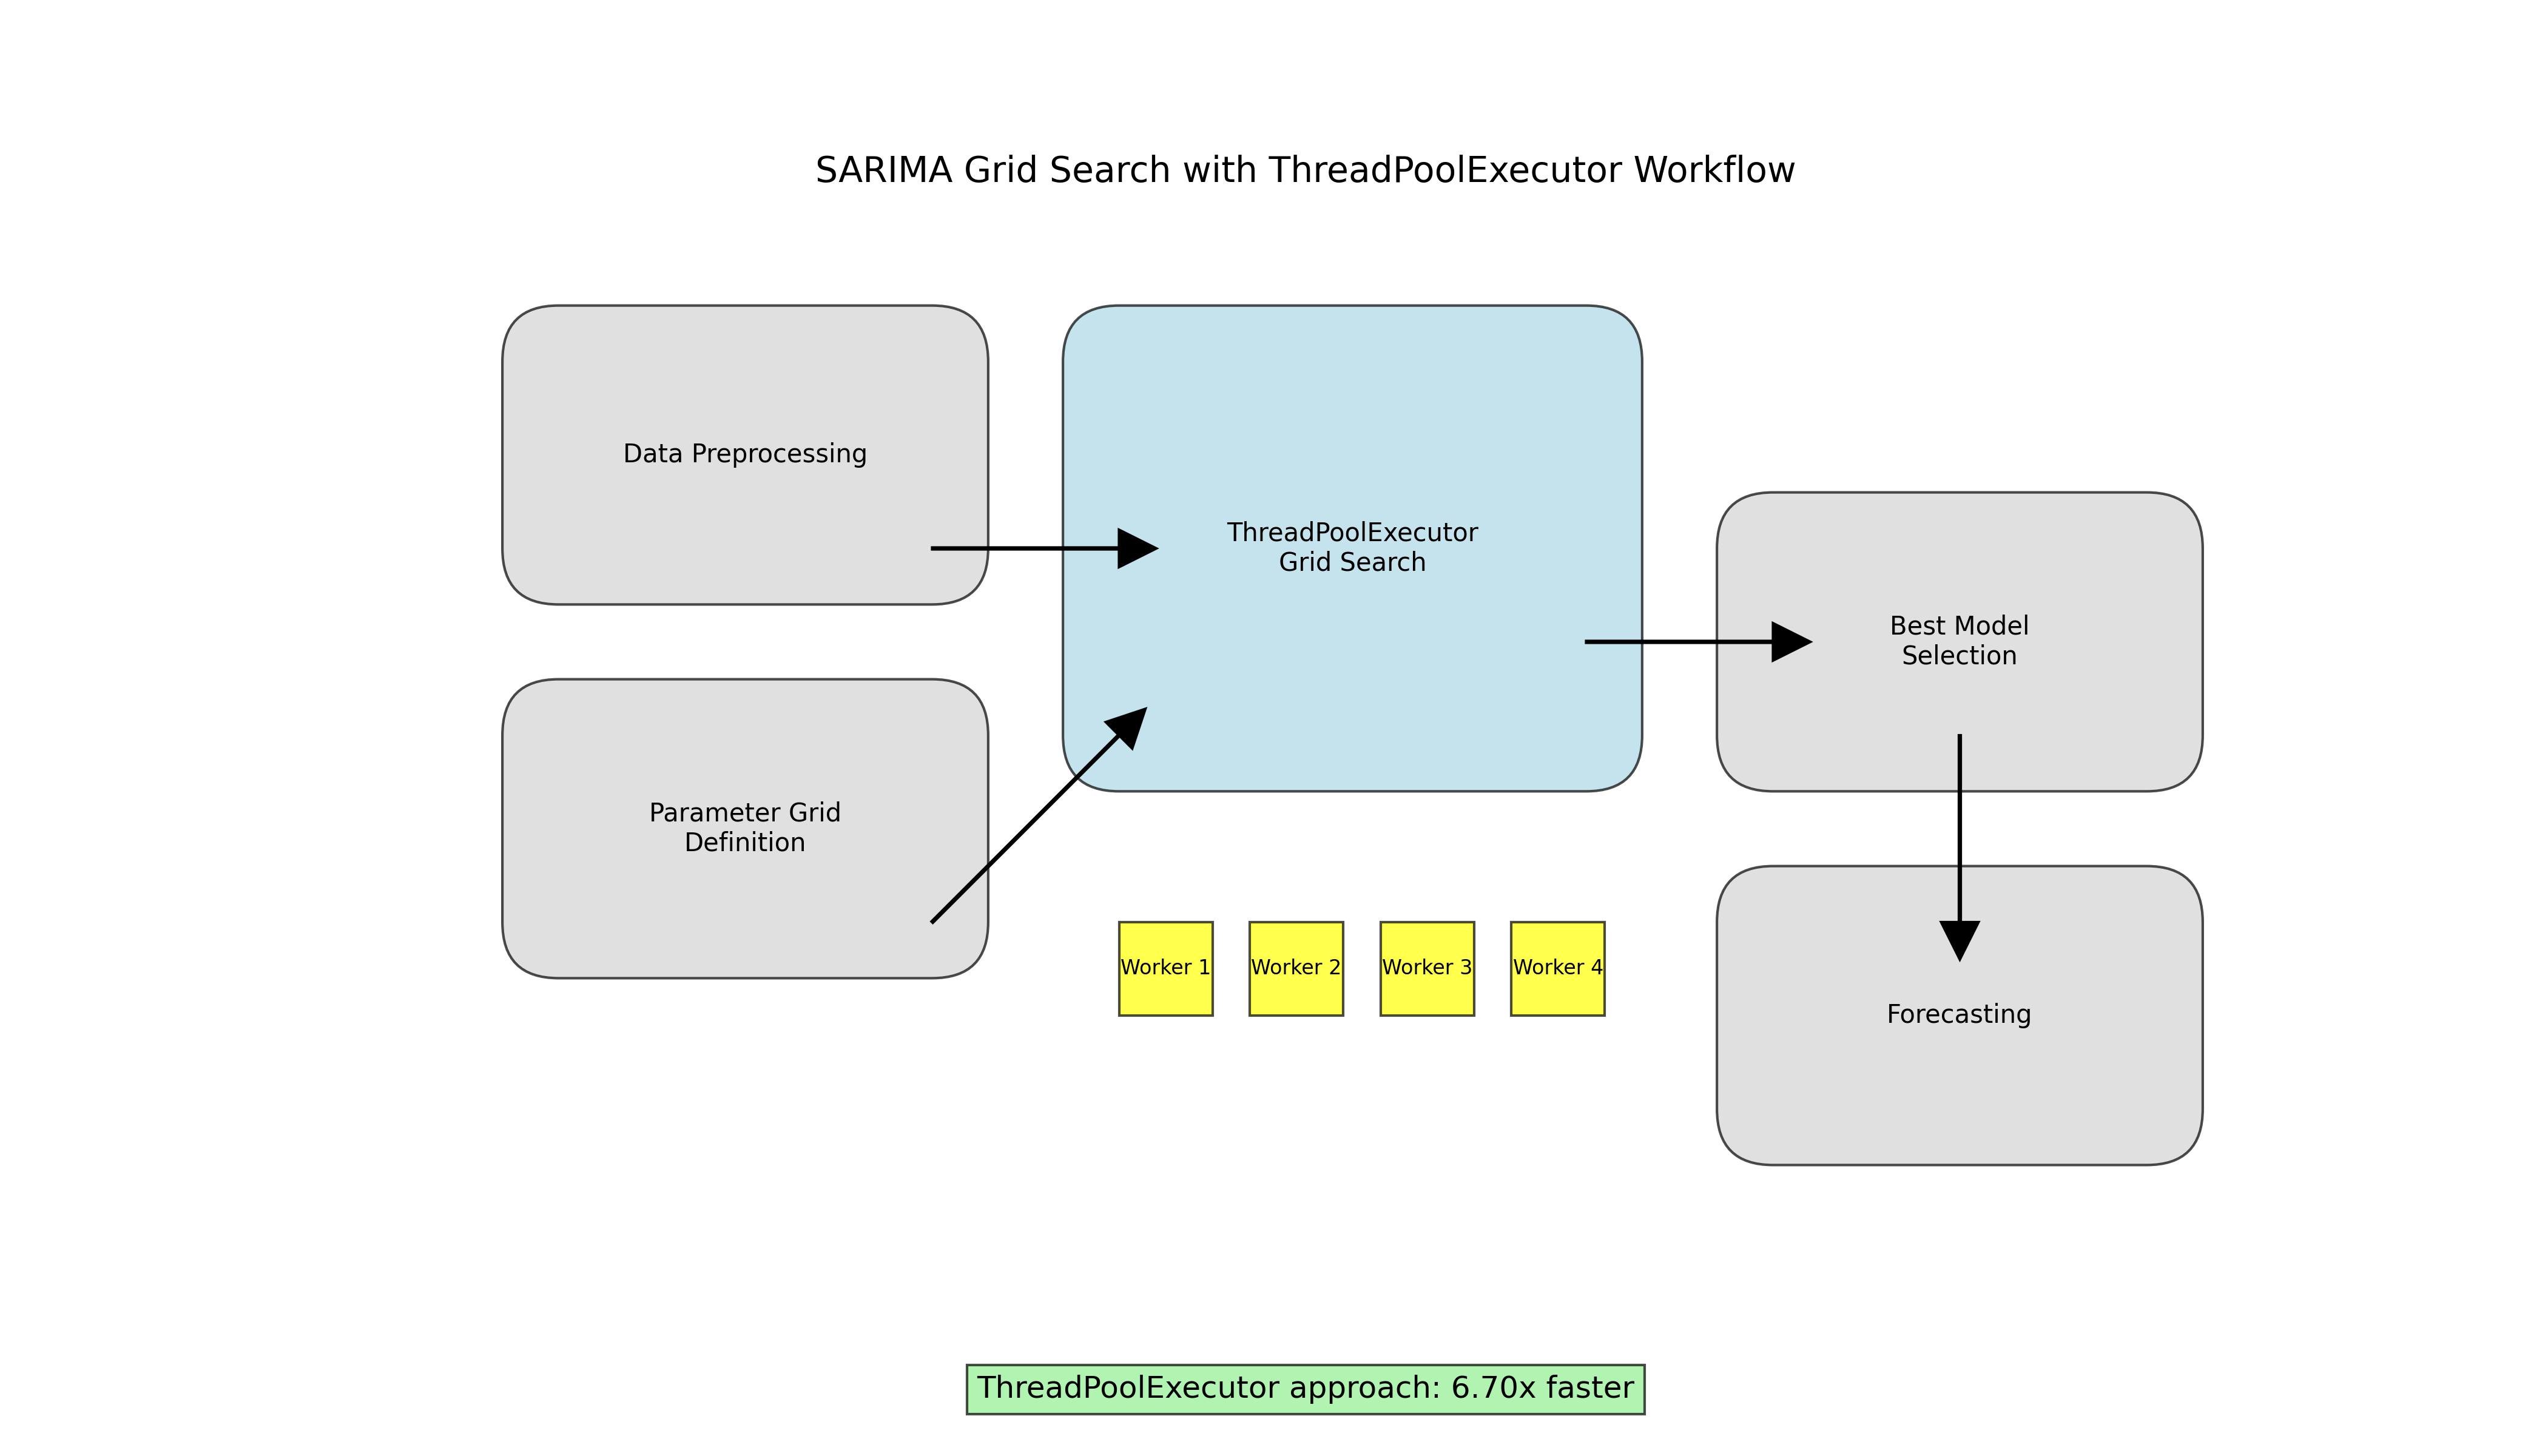 SARIMA Grid Search with ThreadPoolExecutor Workflow
Data Preprocessing
ThreadPoolExecutor
Grid Search
Best Model
Selection
Parameter Grid
Definition
Worker 1
Worker 2
Worker 3
Worker 4
Forecasting
ThreadPoolExecutor approach: 6.70x faster